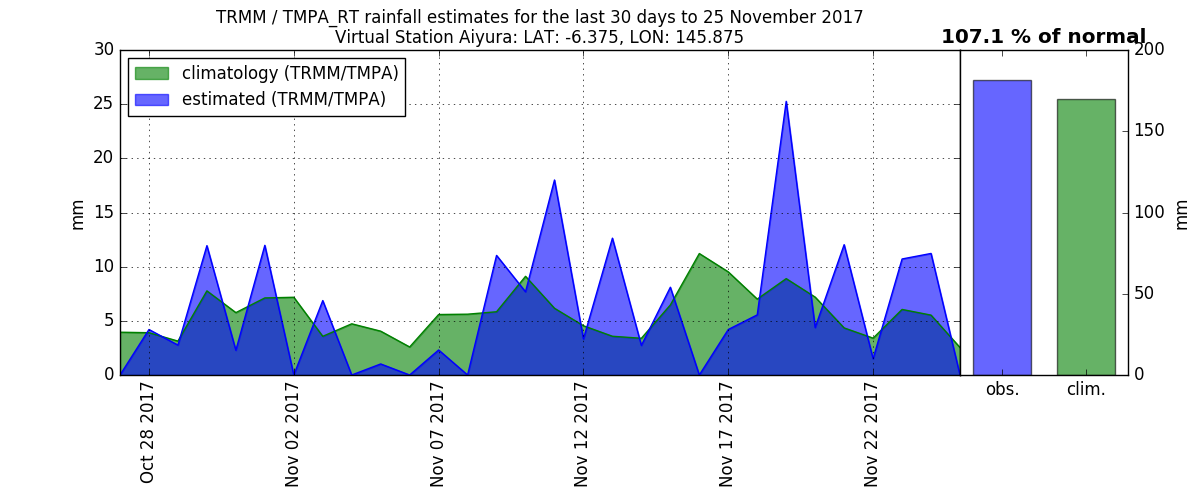 TRMM / TMPA_RT rainfall estimates for the last 30 days to 25 November 2017
Virtual Station Aiyura: LAT: -6.375, LON: 145.875
107.1 % of normal
climatology (TRMM/TMPA)
estimated (TRMM/TMPA)
30
25
20
15
10
5
0
mm
Oct 28 2017
Nov 02 2017
Nov 07 2017
Nov 12 2017
Nov 17 2017
Nov 22 2017
obs.
clim.
200
150
100
50
0
mm